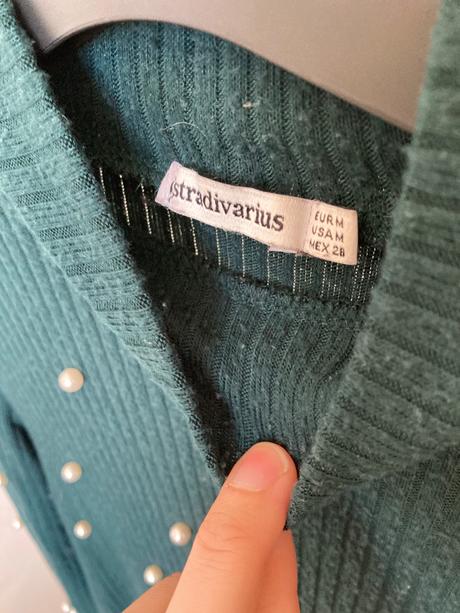 stradivarius
EUR M
USA M
MEX 28